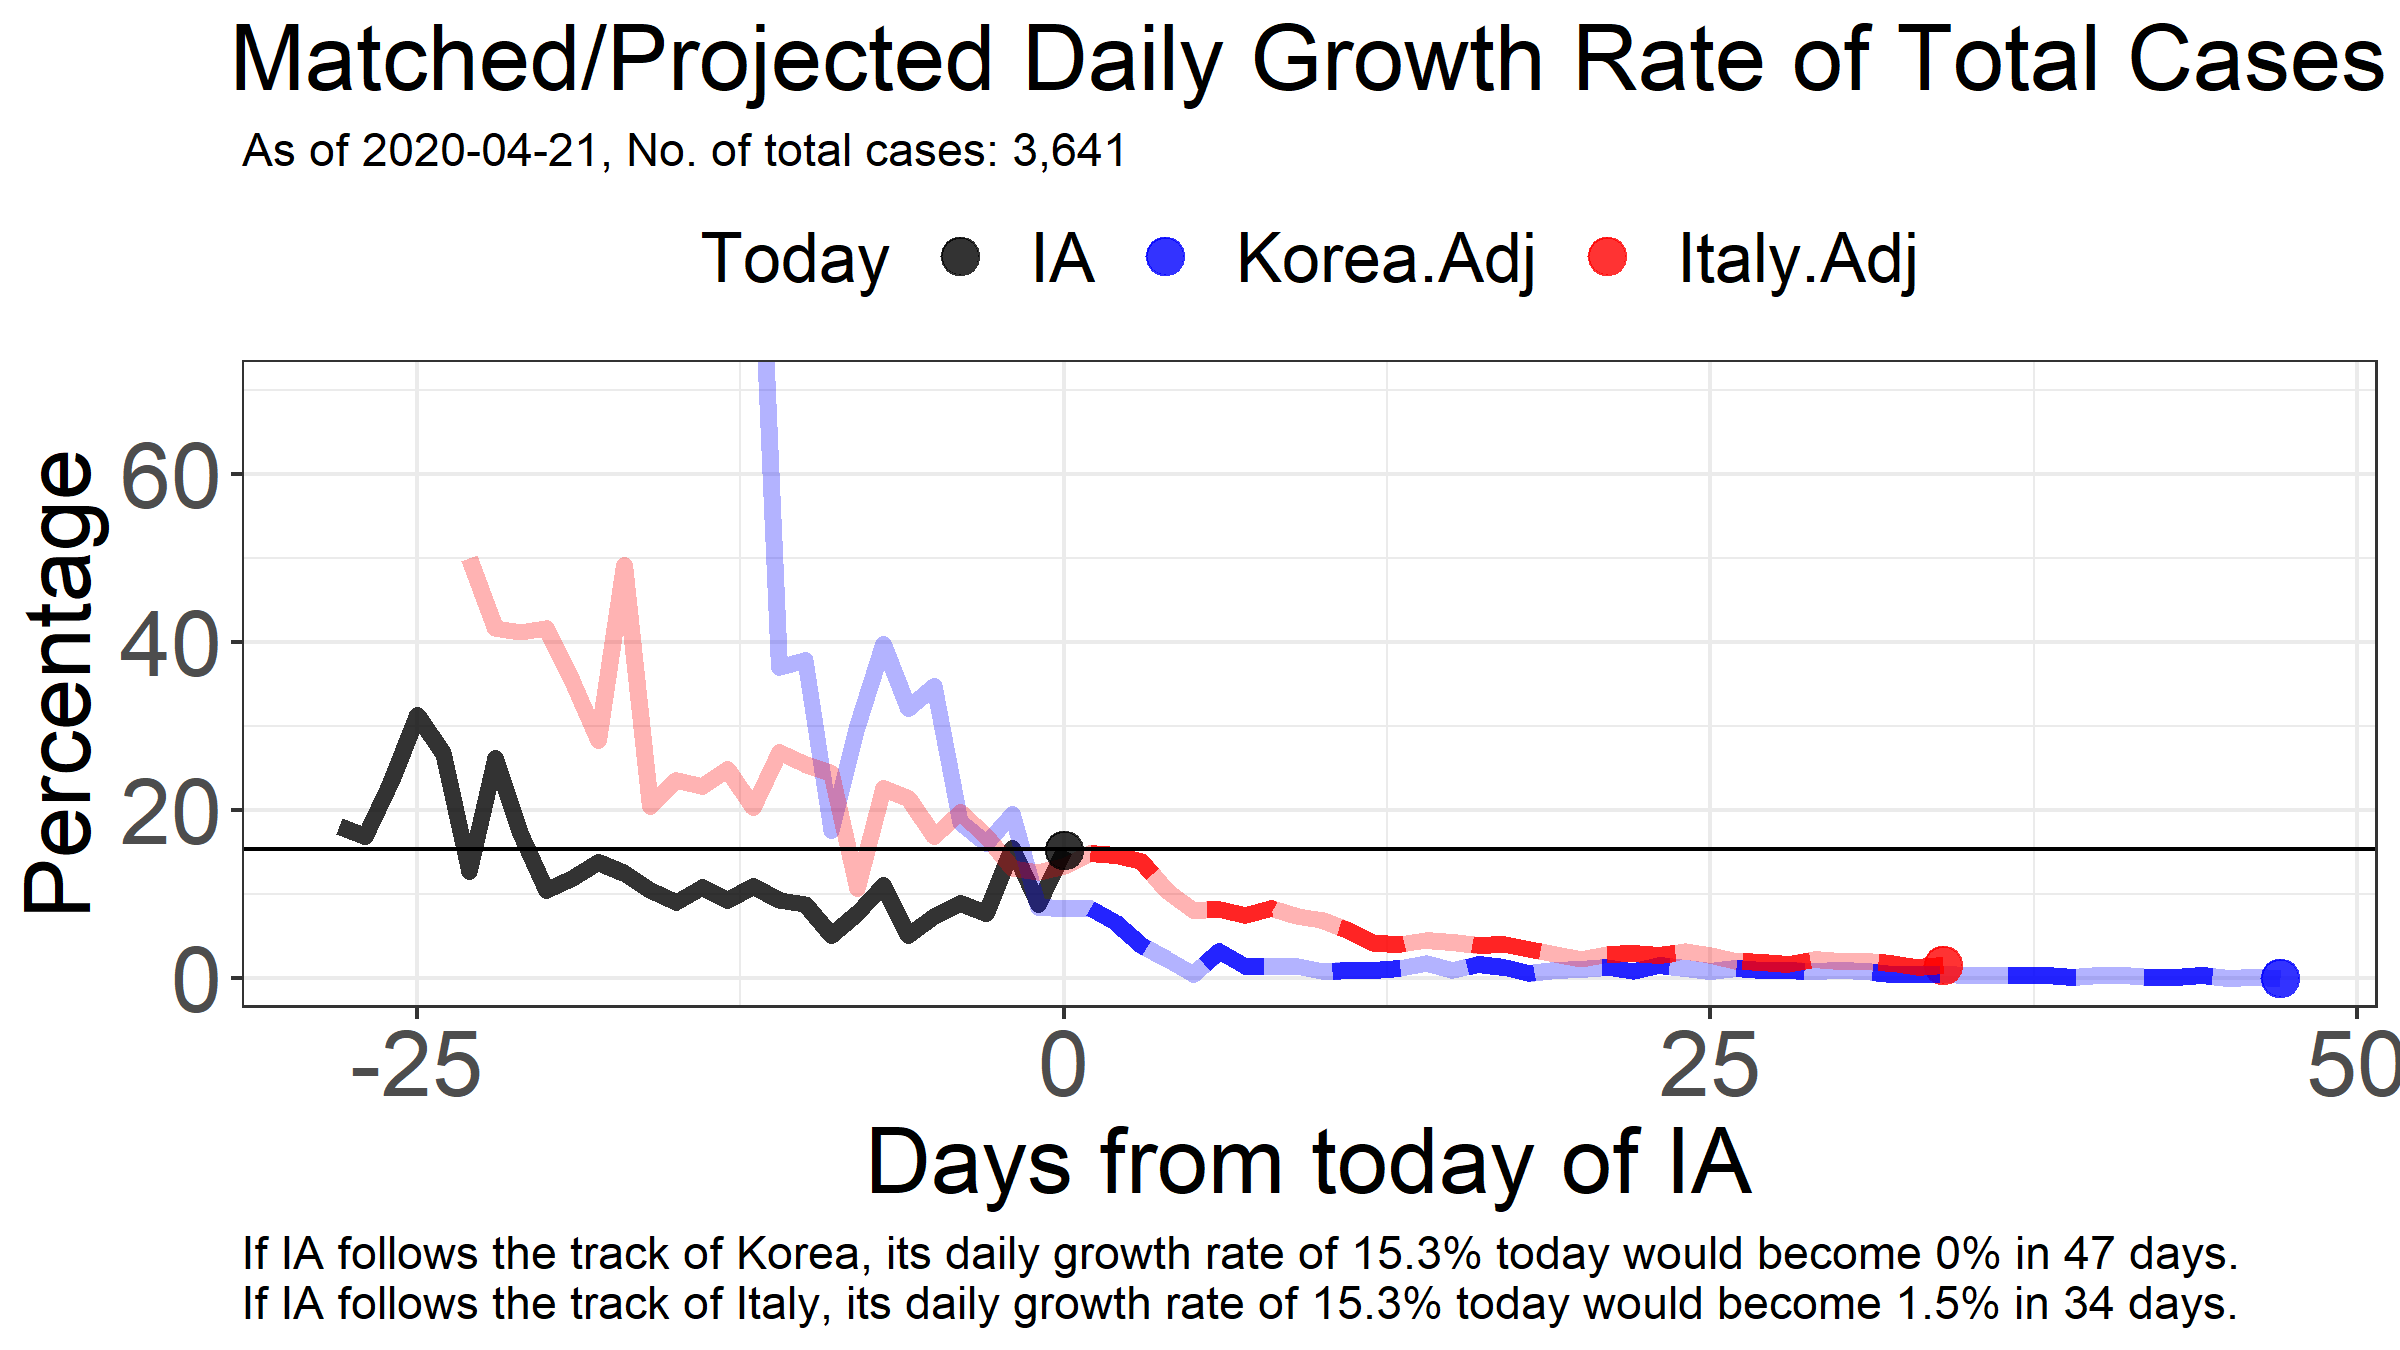 Matched/Projected Daily Growth Rate of Total Cases
As of 2020-04-21, No. of total cases: 3,641
Today IA Korea.Adj Italy.Adj
Percentage
60
40
20
0
-25 0 25 50
Days from today of IA
If IA follows the track of Korea, its daily growth rate of 15.3% today would become 0% in 47 days.
If IA follows the track of Italy, its daily growth rate of 15.3% today would become 1.5% in 34 days.